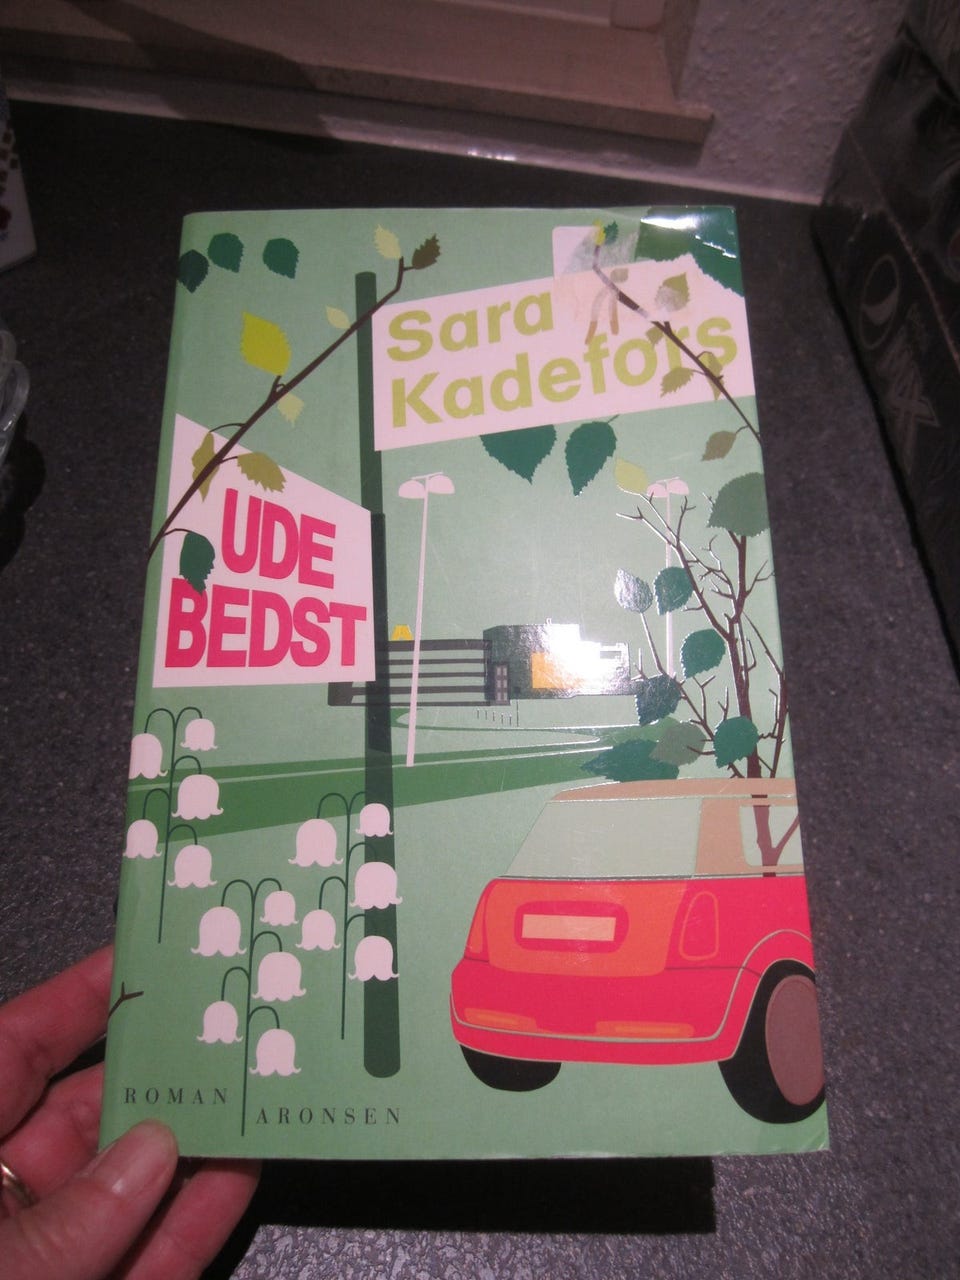 Sara
Kadefors
UDE
BEDST
ROMAN
ARONSEN